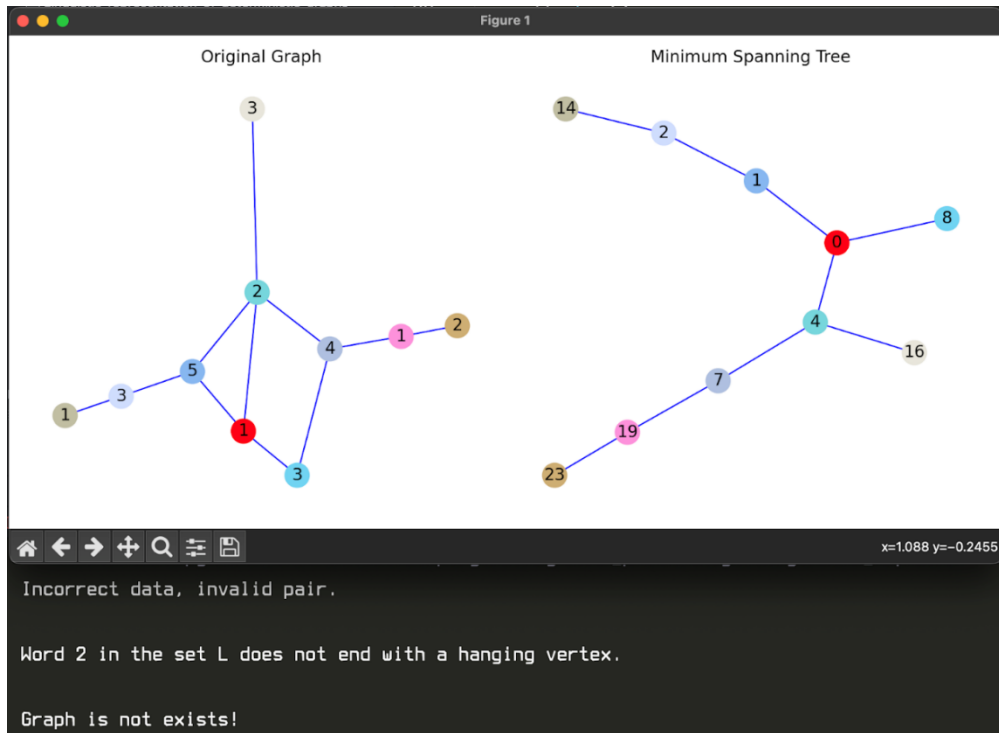 Figure 1
Original Graph
Minimum Spanning Tree
3
2
5
4
1
2
3
1
1
3
14
2
1
0
8
4
16
7
19
23
x=1.088 y=−0.2455
Incorrect data, invalid pair.
Word 2 in the set L does not end with a hanging vertex.
Graph is not exists!